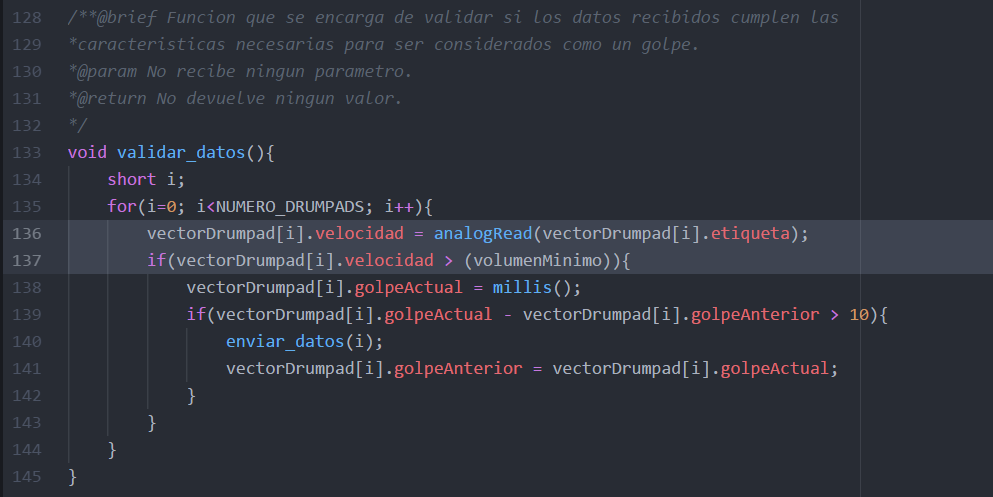 128 /**@brief Funcion que se encarga de validar si los datos recibidos cumplen las
129 *caracteristicas necesarias para ser considerados como un golpe.
130 *@param No recibe ningun parametro.
131 *@return No devuelve ningun valor.
132 */
133 void validar_datos(){
134     short i;
135     for(i=0; i<NUMERO_DRUMPADS; i++){
136         vectorDrumpad[i].velocidad = analogRead(vectorDrumpad[i].etiqueta);
137         if(vectorDrumpad[i].velocidad > (volumenMinimo)){
138             vectorDrumpad[i].golpeActual = millis();
139             if(vectorDrumpad[i].golpeActual - vectorDrumpad[i].golpeAnterior > 10){
140                 enviar_datos(i);
141                 vectorDrumpad[i].golpeAnterior = vectorDrumpad[i].golpeActual;
142             }
143         }
144     }
145 }